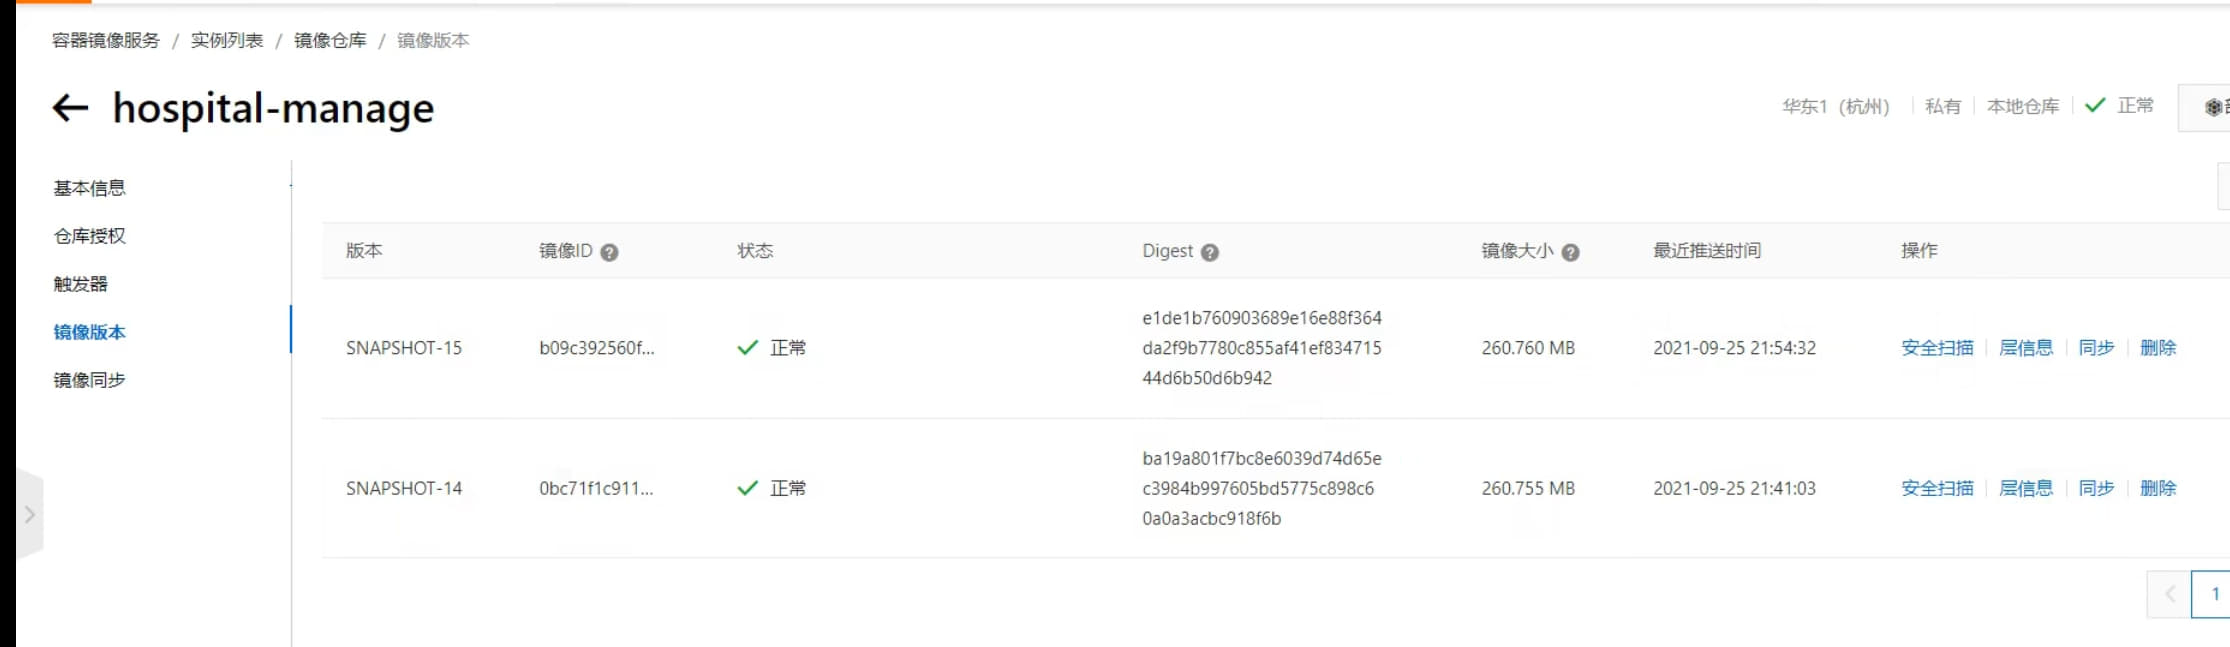 容器镜像服务 / 实例列表 / 镜像仓库 / 镜像版本
← hospital-manage
华东1（杭州） 私有 本地仓库 正常
基本信息
仓库授权
触发器
镜像版本
镜像同步
版本 镜像ID 状态 Digest 镜像大小 最近推送时间 操作
SNAPSHOT-15 b09c392560f... 正常 e1de1b760903689e16e88f364
da2f9b7780c855af41ef834715
44d6b50d6b942 260.760 MB 2021-09-25 21:54:32 安全扫描 层信息 同步 删除
SNAPSHOT-14 0bc71f1c911... 正常 ba19a801f7bc8e6039d74d65e
c3984b997605bd5775c898c6
0a0a3acbc918f6b 260.755 MB 2021-09-25 21:41:03 安全扫描 层信息 同步 删除
1